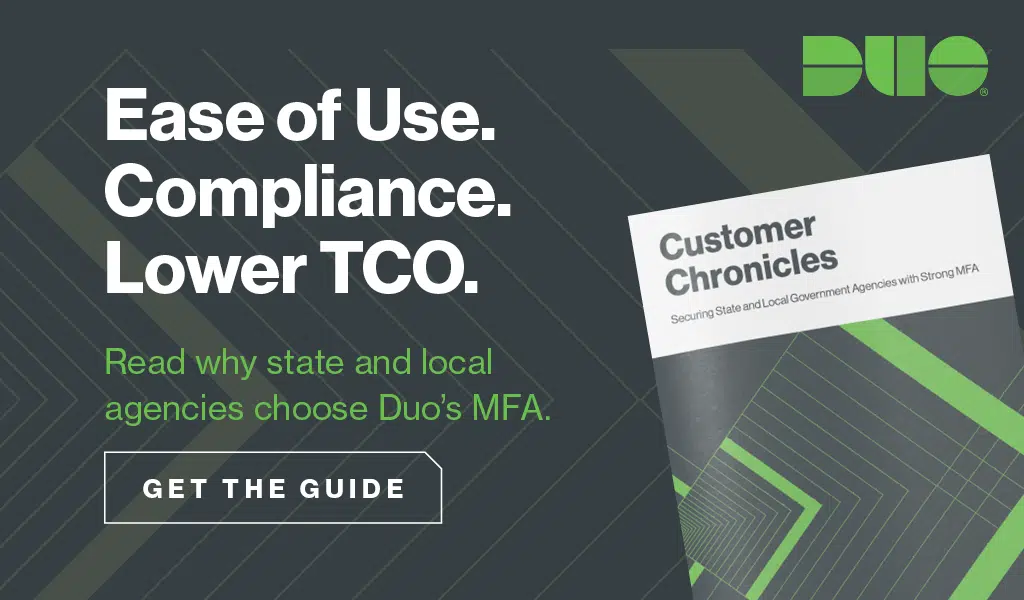 DUO®
Ease of Use.
Compliance.
Lower TCO.
Read why state and local
agencies choose Duo’s MFA.
GET THE GUIDE
Customer
Chronicles
Securing State and Local Government Agencies with Strong MFA